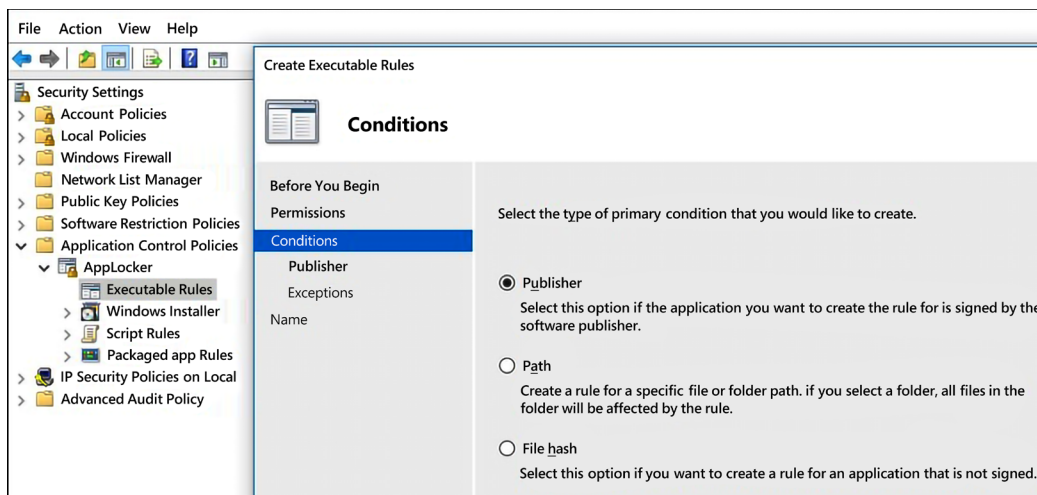 File Action View Help
Create Executable Rules
Security Settings
Account Policies
Local Policies
Windows Firewall
Network List Manager
Public Key Policies
Software Restriction Policies
Application Control Policies
AppLocker
Executable Rules
Windows Installer
Script Rules
Packaged app Rules
IP Security Policies on Local
Advanced Audit Policy
Conditions
Before You Begin
Permissions
Conditions
Publisher
Exceptions
Name
Select the type of primary condition that you would like to create.
Publisher
Select this option if the application you want to create the rule for is signed by the
software publisher.
Path
Create a rule for a specific file or folder path. if you select a folder, all files in the
folder will be affected by the rule.
File hash
Select this option if you want to create a rule for an application that is not signed.